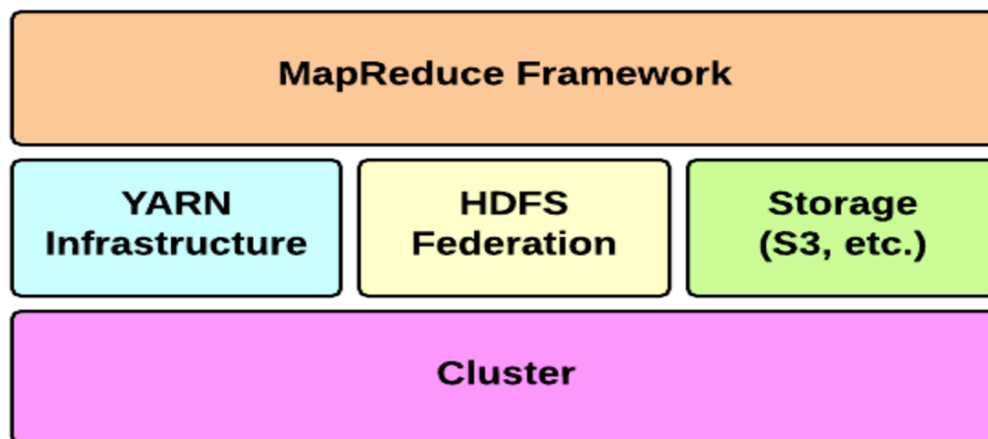 MapReduce Framework
YARN
Infrastructure
HDFS
Federation
Storage
(S3, etc.)
Cluster